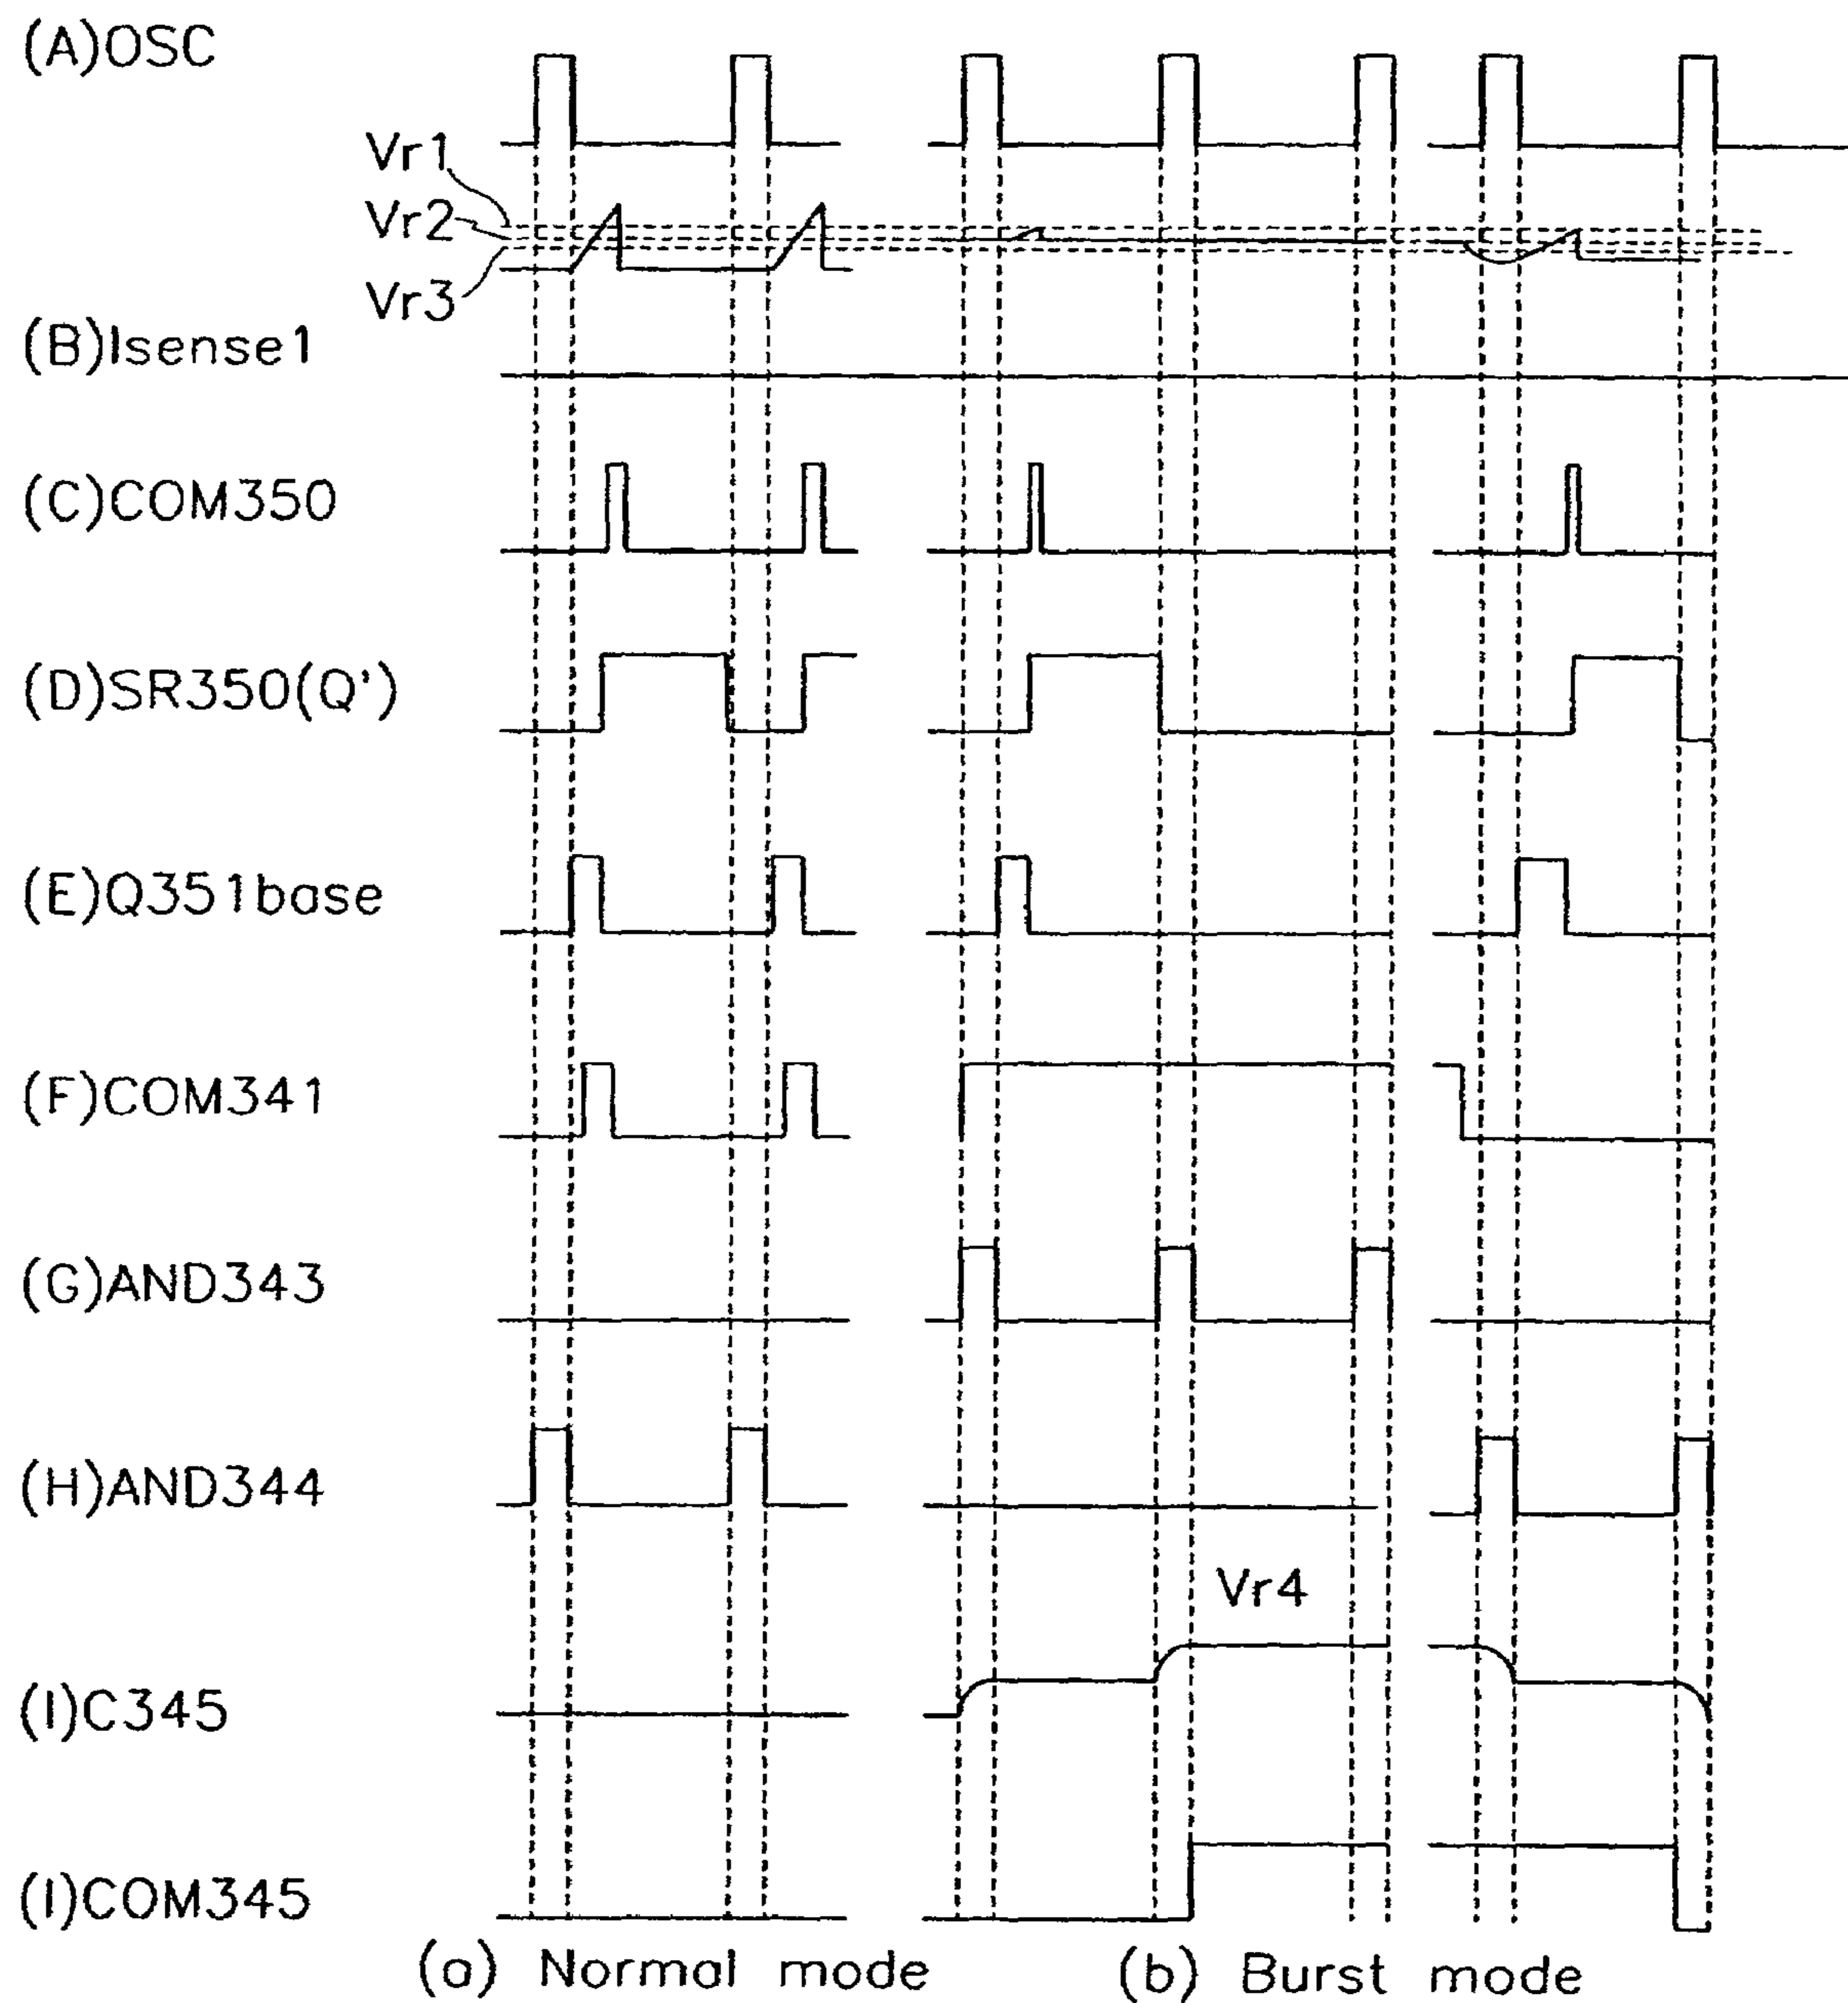 (A)OSC
Vr1
Vr2
Vr3
(B)Isense1
(C)COM350
(D)SR350(Q')
(E)Q351base
(F)COM341
(G)AND343
(H)AND344
Vr4
(I)C345
(I)COM345
(a) Normal mode (b) Burst mode